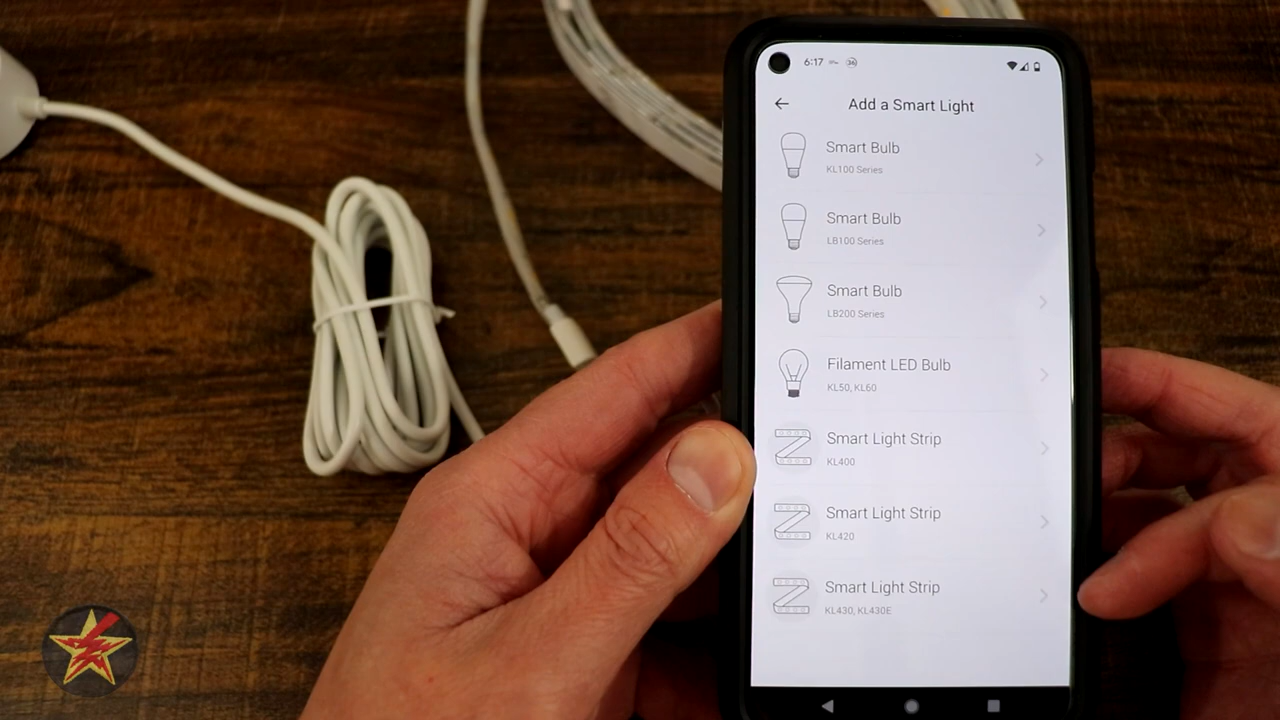 6:17 36
Add a Smart Light
Smart Bulb
KL100 Series
Smart Bulb
LB100 Series
Smart Bulb
LB200 Series
Filament LED Bulb
KL50, KL60
Smart Light Strip
KL400
Smart Light Strip
KL420
Smart Light Strip
KL430, KL430E